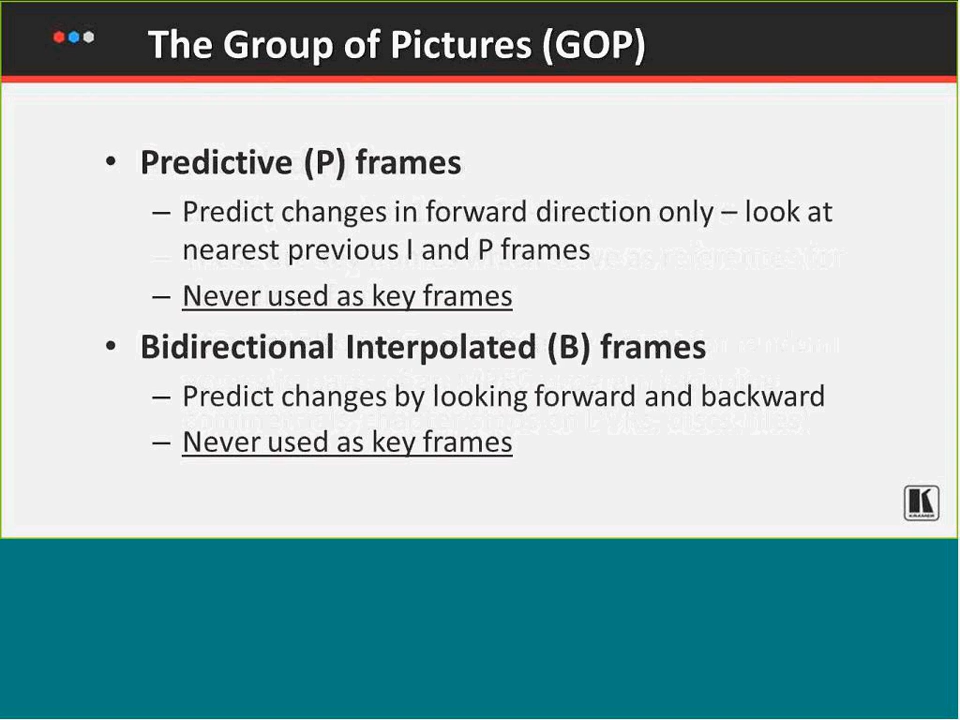 The Group of Pictures (GOP)
• Predictive (P) frames
– Predict changes in forward direction only – look at
nearest previous I and P frames
– Never used as key frames
• Bidirectional Interpolated (B) frames
– Predict changes by looking forward and backward
– Never used as key frames
K
KRAMER